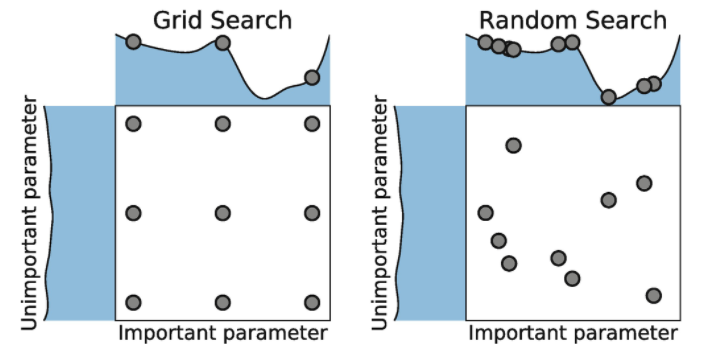 Grid Search
Random Search
Unimportant parameter
Important parameter
Unimportant parameter
Important parameter